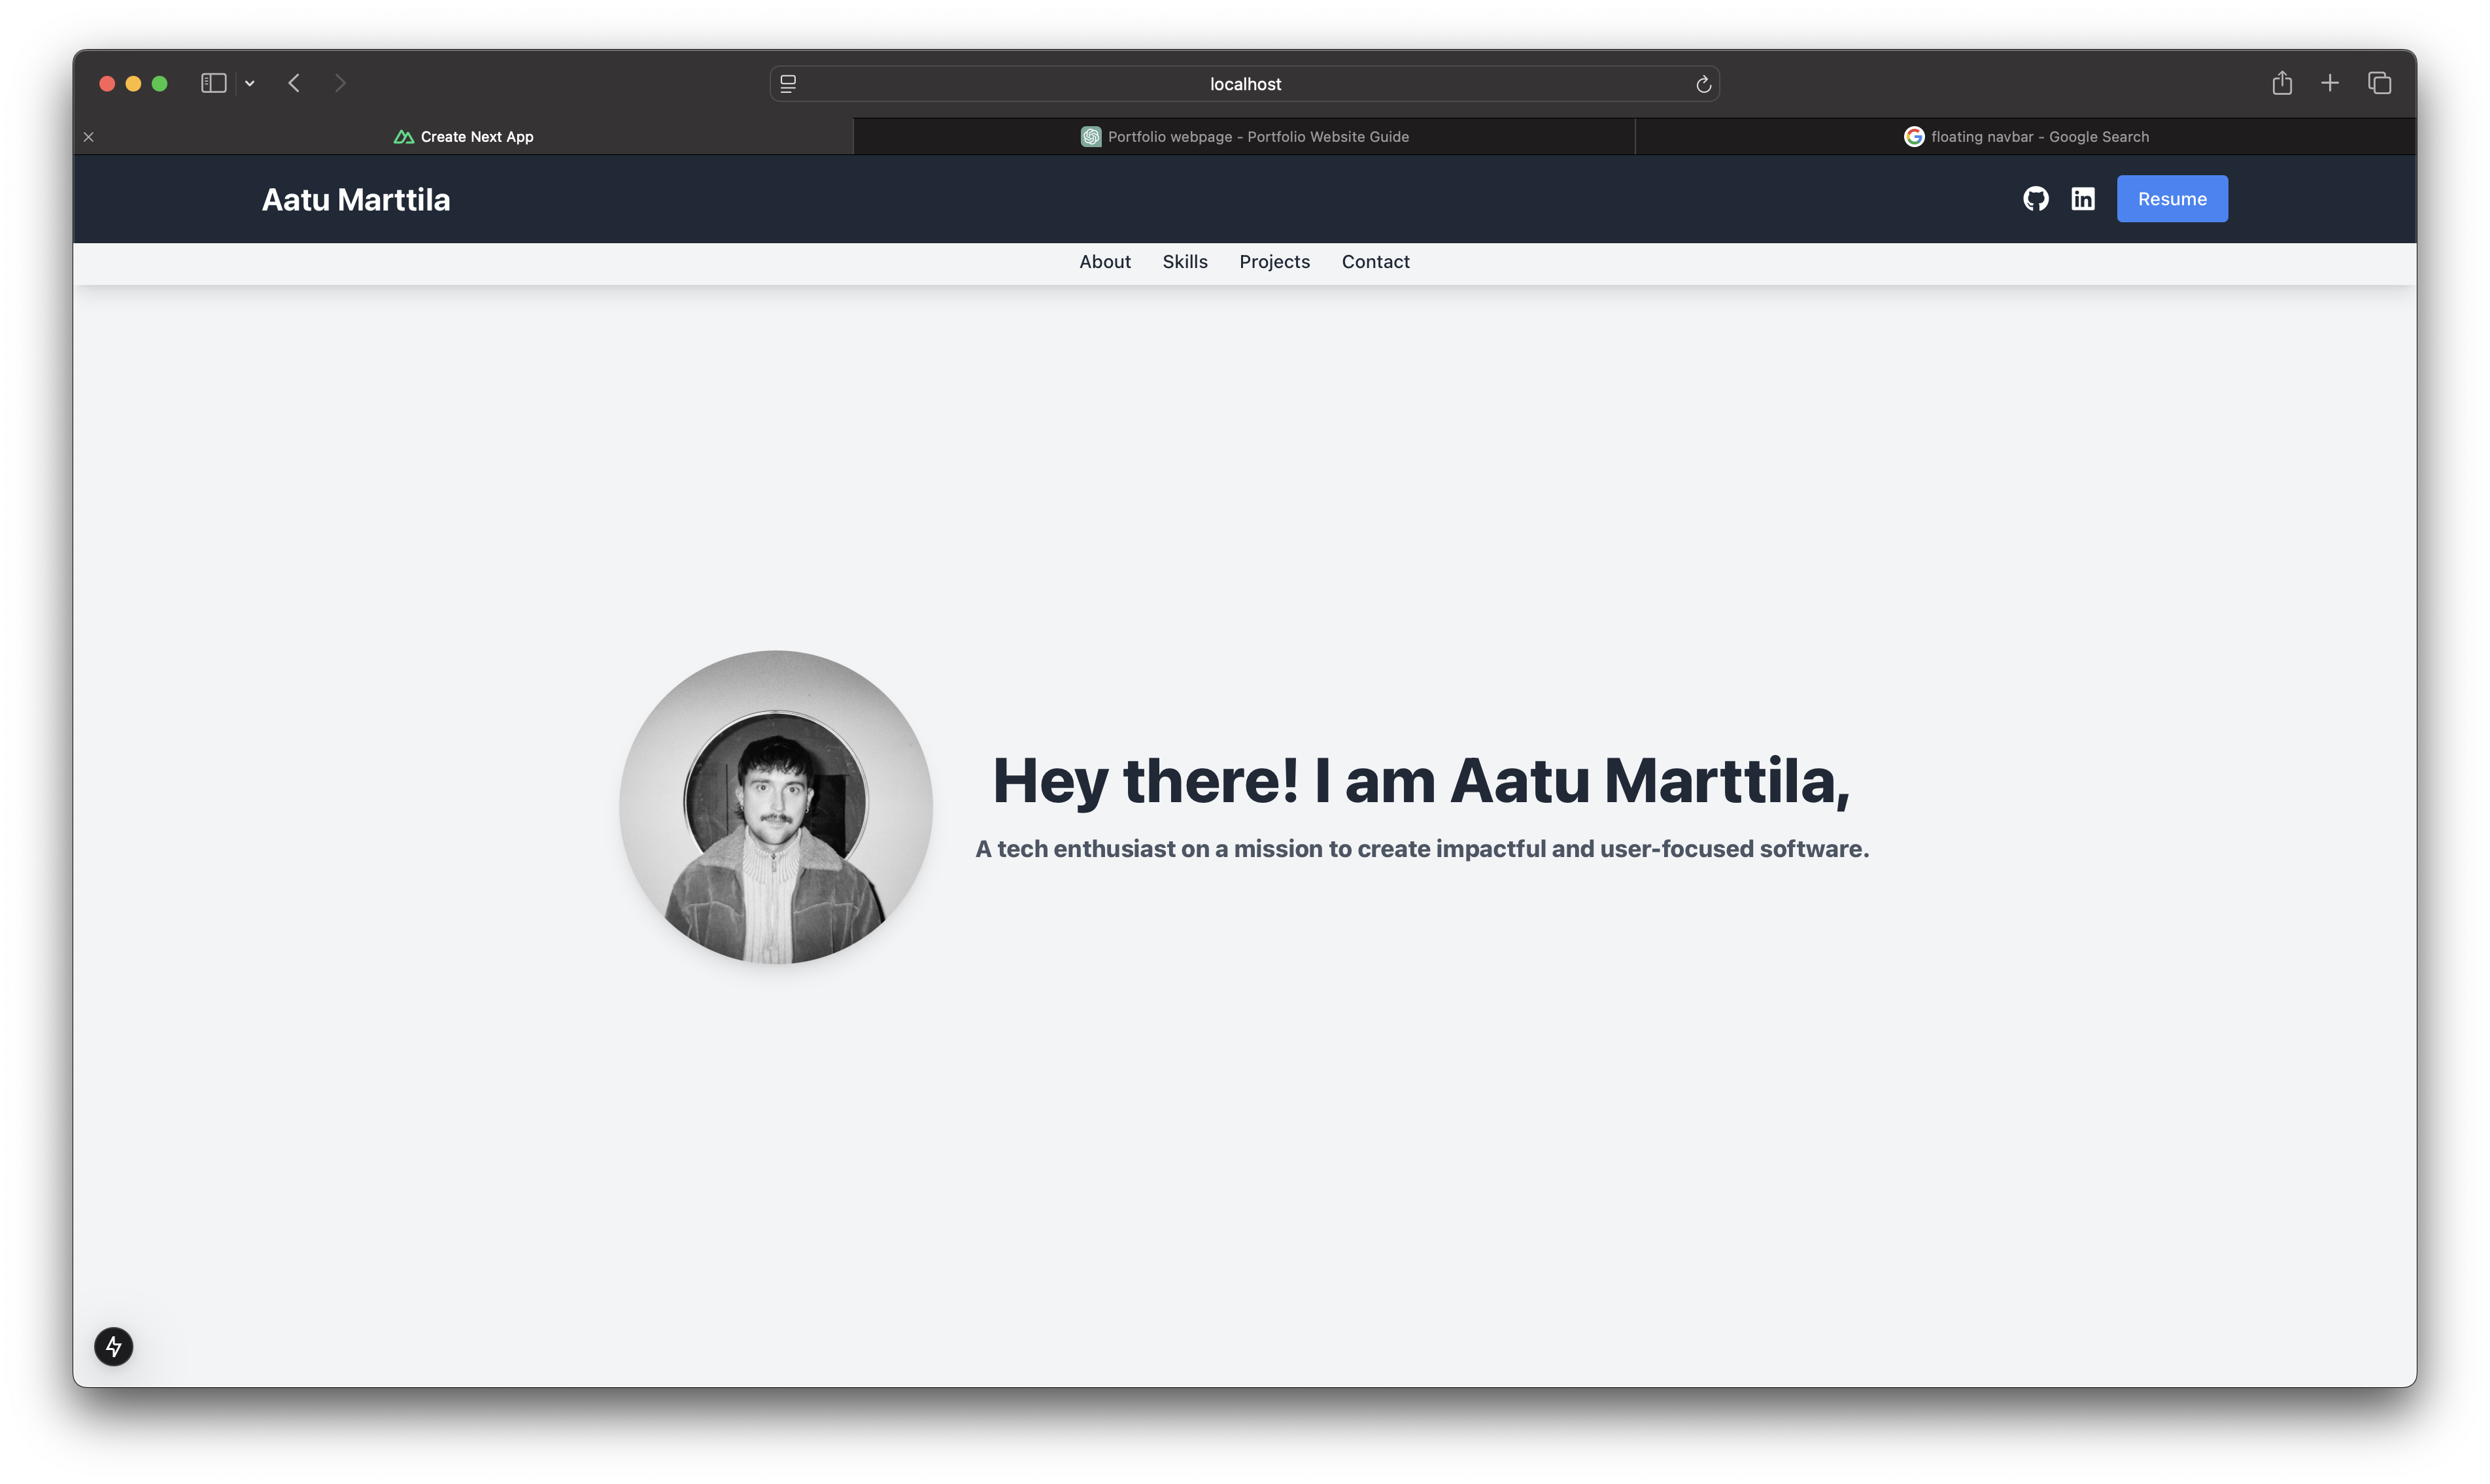 localhost
Create Next App
Portfolio webpage - Portfolio Website Guide
floating navbar - Google Search
Aatu Marttila
Resume
About Skills Projects Contact
Hey there! I am Aatu Marttila,
A tech enthusiast on a mission to create impactful and user-focused software.